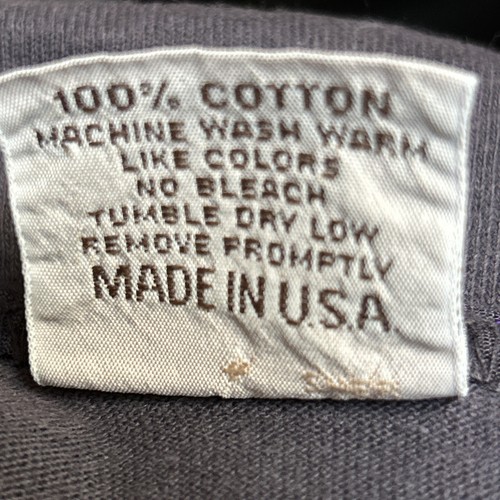 100% COTTON
MACHINE WASH WARM
LIKE COLORS
NO BLEACH
TUMBLE DRY LOW
REMOVE PROMPTLY
MADE IN U.S.A.